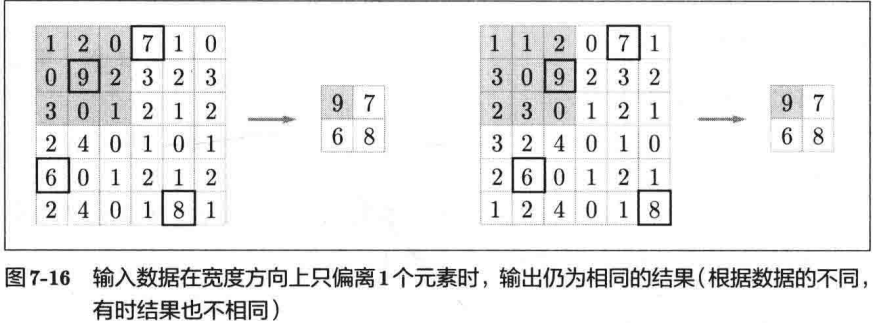 1 2 0 7 1 0
0 9 2 3 2 3
3 0 1 2 1 2
2 4 0 1 0 1
6 0 1 2 1 2
2 4 0 1 8 1
9 7
6 8
1 1 2 0 7 1
3 0 9 2 3 2
2 3 0 1 2 1
3 2 4 0 1 0
2 6 0 1 2 1
1 2 4 0 1 8
9 7
6 8
图7-16 输入数据在宽度方向上只偏离1个元素时，输出仍为相同的结果（根据数据的不同，
有时结果也不相同）